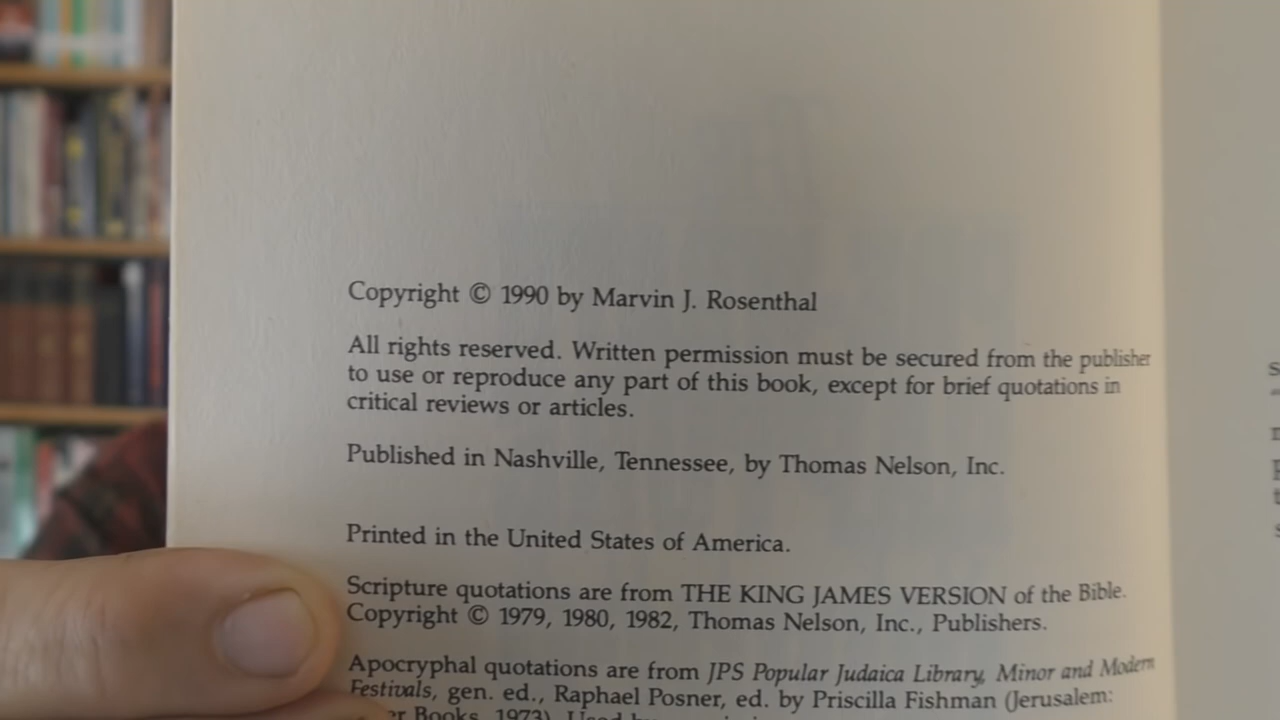 Copyright © 1990 by Marvin J. Rosenthal
All rights reserved. Written permission must be secured from the publisher
to use or reproduce any part of this book, except for brief quotations in
critical reviews or articles.
Published in Nashville, Tennessee, by Thomas Nelson, Inc.
Printed in the United States of America.
Scripture quotations are from THE KING JAMES VERSION of the Bible.
Copyright © 1979, 1980, 1982, Thomas Nelson, Inc., Publishers.
Apocryphal quotations are from JPS Popular Judaica Library, Minor and Modern
Festivals, gen. ed., Raphael Posner, ed. by Priscilla Fishman (Jerusalem:
Books, 1973). Used by